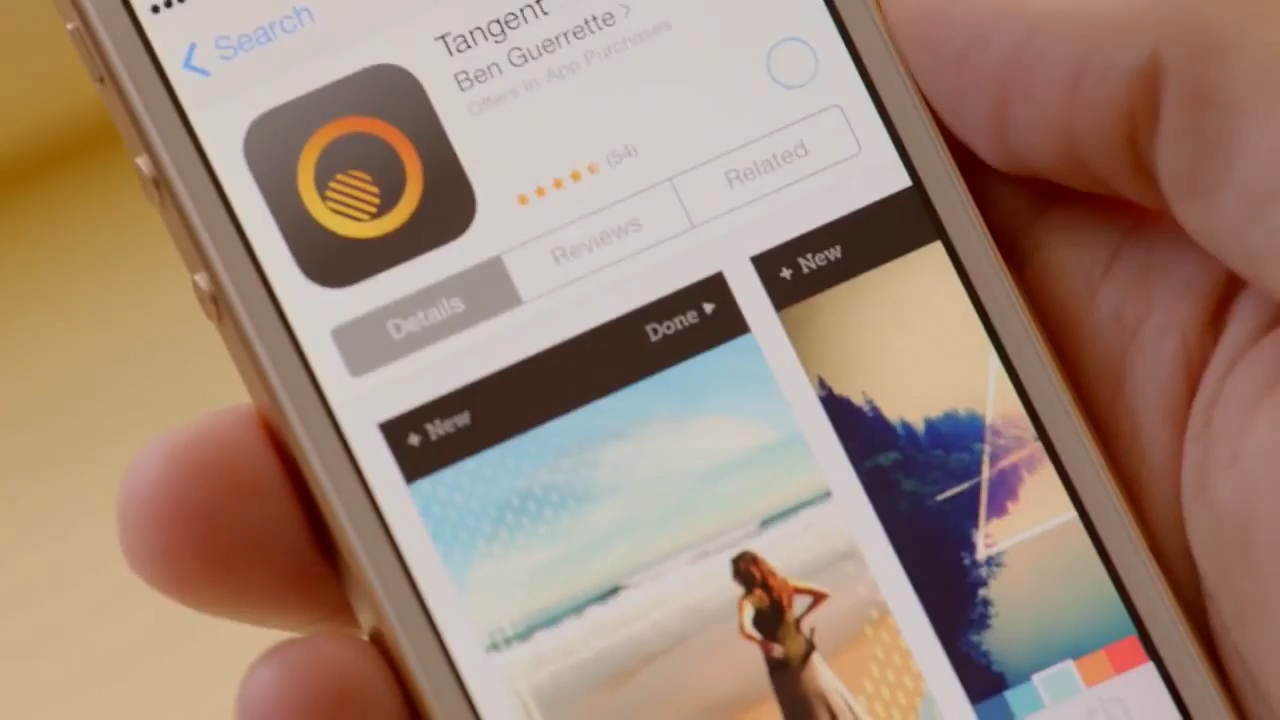 Search
Tangent
Ben Guerrette
Offers In-App Purchases
(54)
Details
Reviews
Related
+ New
Done
+ New